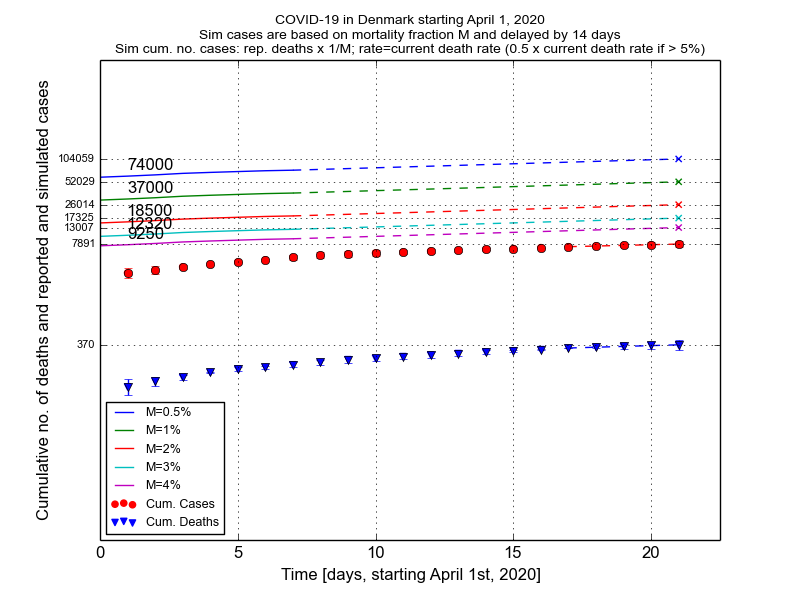 COVID-19 in Denmark starting April 1, 2020
Sim cases are based on mortality fraction M and delayed by 14 days
Sim cum. no. cases: rep. deaths x 1/M; rate=current death rate (0.5 x current death rate if > 5%)
Cumulative no. of deaths and reported and simulated cases
104059
52029
26014
17325
13007
7891
370
74000
37000
18500
12320
9250
M=0.5%
M=1%
M=2%
M=3%
M=4%
Cum. Cases
Cum. Deaths
0 5 10 15 20
Time [days, starting April 1st, 2020]